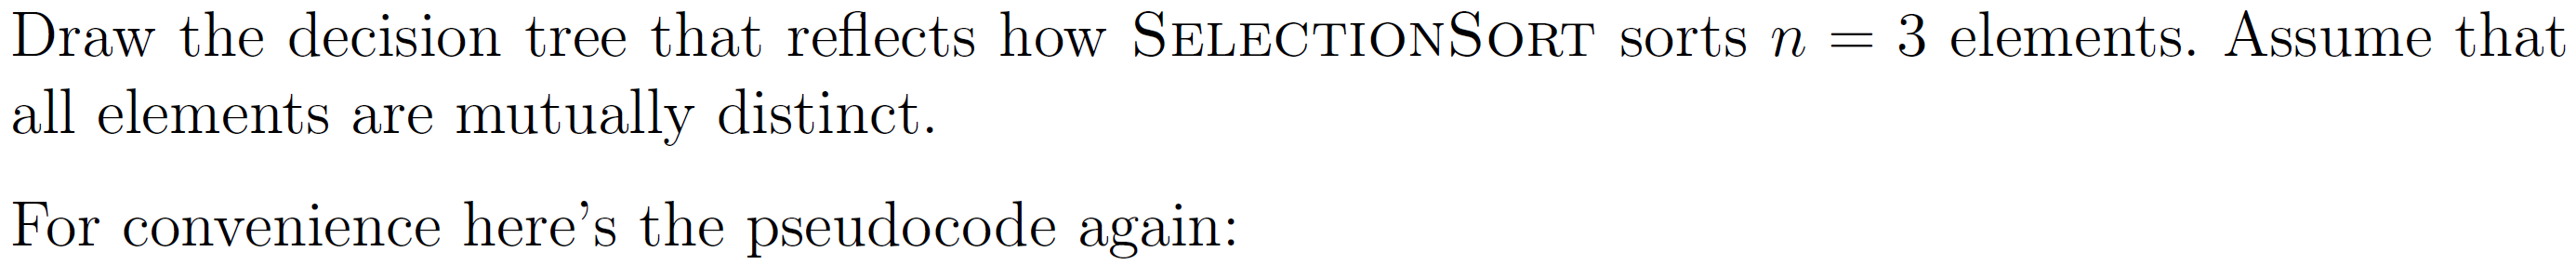 Draw the decision tree that reflects how SELECTIONSORT sorts n = 3 elements. Assume that
all elements are mutually distinct.
For convenience here’s the pseudocode again: